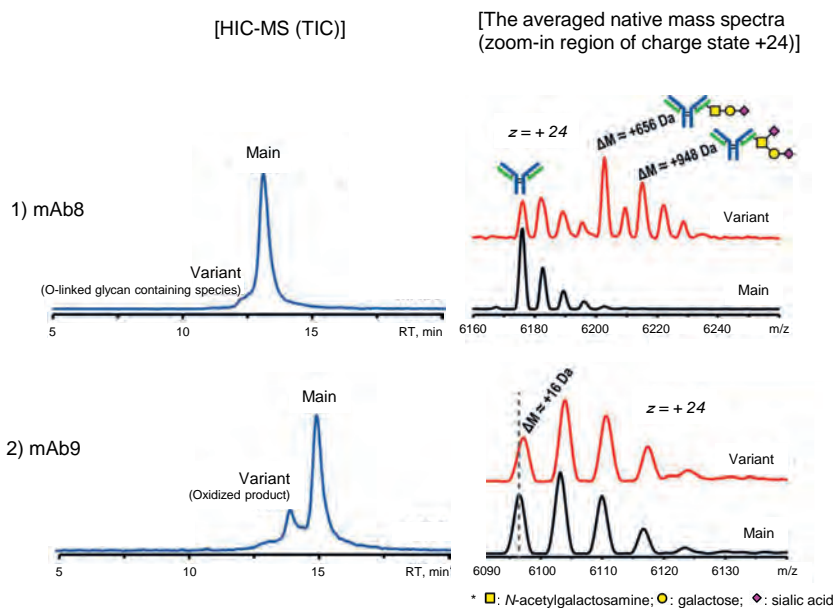 [HIC-MS (TIC)]
[The averaged native mass spectra
(zoom-in region of charge state +24)]
1) mAb8
Main
Variant
(O-linked glycan containing species)
5
10
15
RT, min
z = + 24
ΔM ≈ +656 Da
ΔM ≈ +948 Da
Variant
Main
6160
6180
6200
6220
6240
m/z
2) mAb9
Main
Variant
(Oxidized product)
5
10
15
RT, min
ΔM ≈ +16 Da
z = + 24
Variant
Main
6090
6100
6110
6120
6130
m/z
* : N-acetylgalactosamine; : galactose; : sialic acid